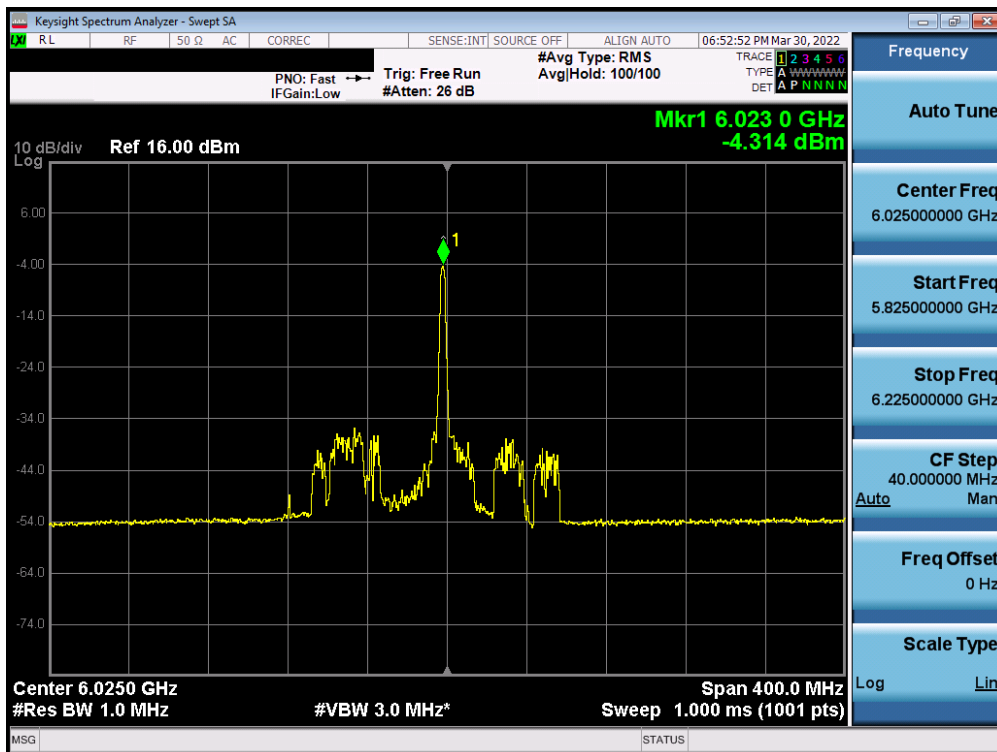 Keysight Spectrum Analyzer - Swept SA
LXI RL RF 50 Ω AC CORREC SENSE:INT SOURCE OFF ALIGN AUTO 06:52:52 PM Mar 30, 2022
PNO: Fast Trig: Free Run #Avg Type: RMS TRACE 1 2 3 4 5 6
IFGain:Low #Atten: 26 dB Avg|Hold: 100/100 TYPE A WWWWW
DET A P N N N N
Mkr1 6.023 0 GHz
-4.314 dBm
10 dB/div Ref 16.00 dBm
Log
6.00
1
-4.00
-14.0
-24.0
-34.0
-44.0
-54.0
-64.0
-74.0
Center 6.0250 GHz Span 400.0 MHz
#Res BW 1.0 MHz #VBW 3.0 MHz* Sweep 1.000 ms (1001 pts)
MSG STATUS
Frequency
Auto Tune
Center Freq
6.025000000 GHz
Start Freq
5.825000000 GHz
Stop Freq
6.225000000 GHz
CF Step
40.000000 MHz
Auto Man
Freq Offset
0 Hz
Scale Type
Log Lin